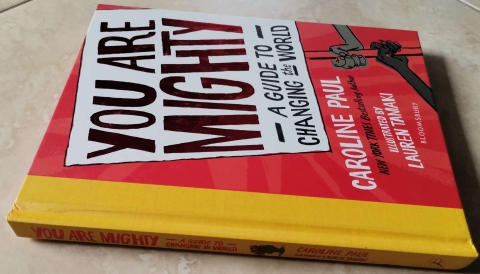 YOU ARE
MIGHTY
A GUIDE TO
CHANGING the WORLD
CAROLINE PAUL
NEW YORK TIMES Bestselling Author
ILLUSTRATED BY
LAUREN TAMAKI
BLOOMSBURY
YOU ARE MIGHTY
A GUIDE TO
CHANGING the WORLD
CAROLINE PAUL